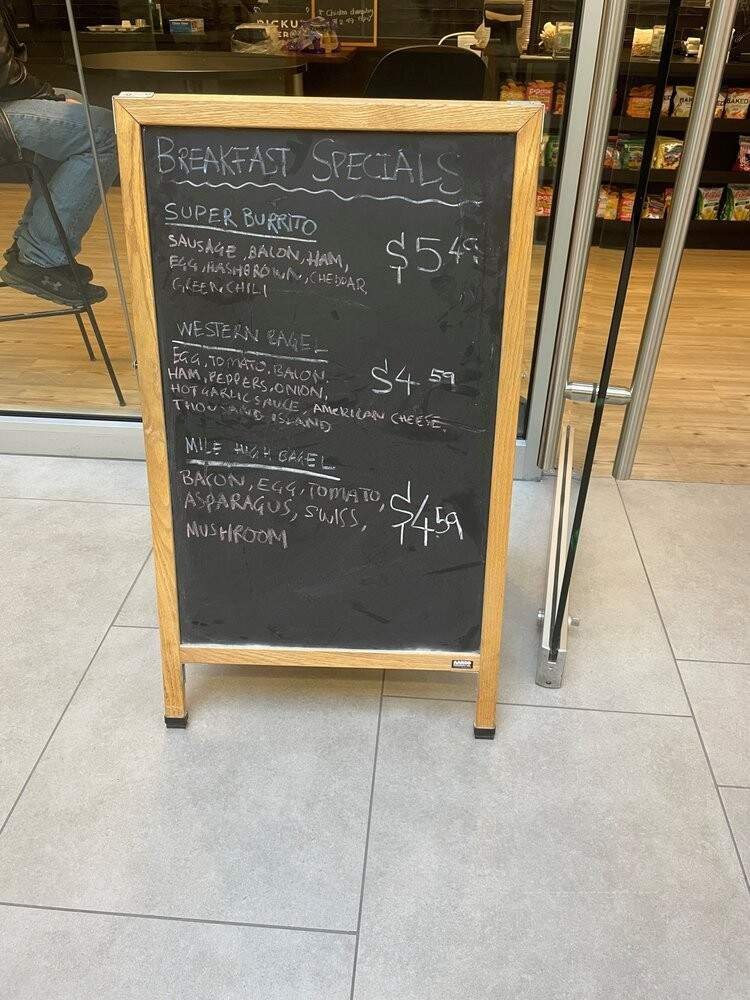 BREAKFAST SPECIALS
SUPER BURRITO
SAUSAGE, BACON, HAM,
EGG, HASHBROWN, CHEDDAR
GREEN CHILI
$5 49
WESTERN BAGEL
EGG, TOMATO, BACON,
HAM, PEPPERS, ONION,
HOT GARLIC SAUCE, AMERICAN CHEESE,
THOUSAND ISLAND
$4 59
MILE HIGH BAGEL
BACON, EGG, TOMATO,
ASPARAGUS, SWISS,
MUSHROOM
$4 59
BAKED